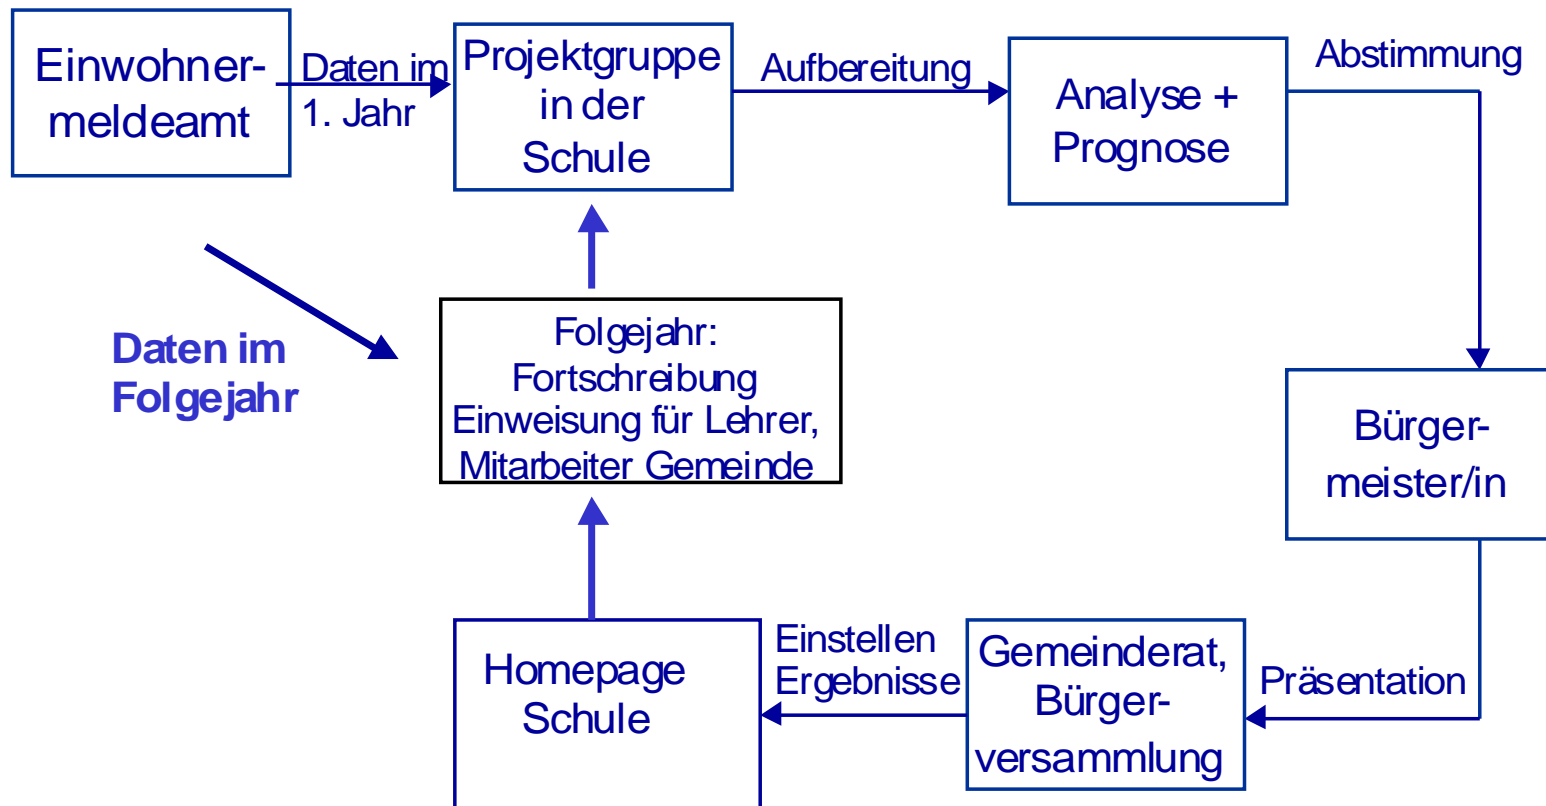 Einwohner-
meldeamt
Daten im
1. Jahr
Projektgruppe
in der
Schule
Aufbereitung
Analyse +
Prognose
Abstimmung
Daten im
Folgejahr
Folgejahr:
Fortschreibung
Einweisung für Lehrer,
Mitarbeiter Gemeinde
Bürger-
meister/in
Homepage
Schule
Einstellen
Ergebnisse
Gemeinderat,
Bürger-
versammlung
Präsentation